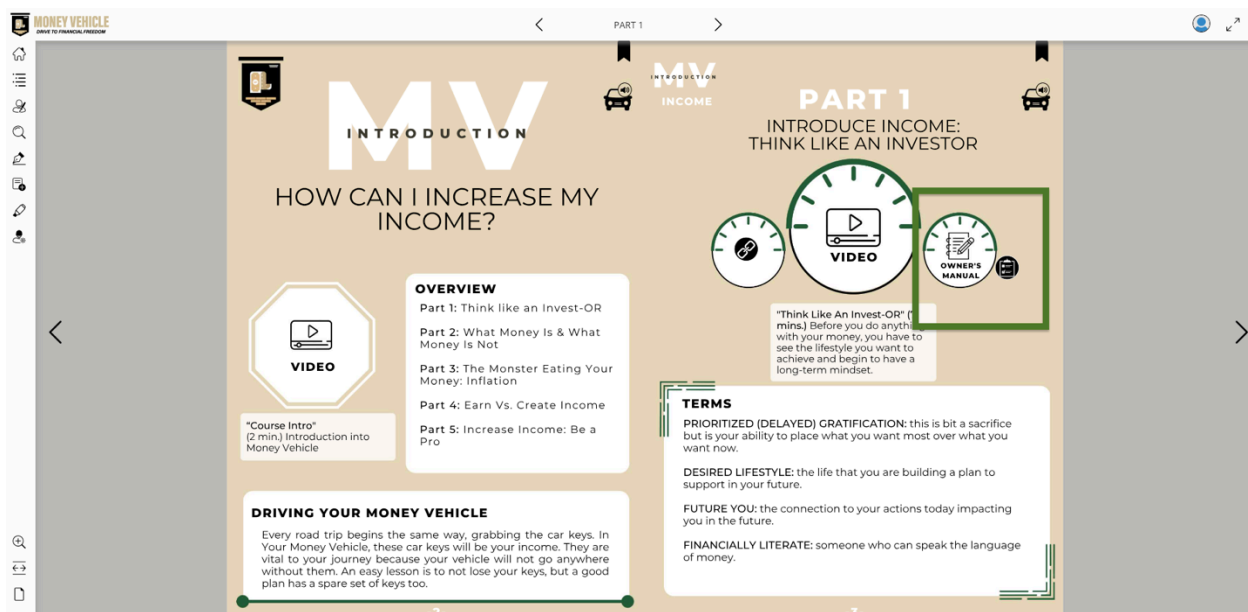 MONEY VEHICLE
DRIVE TO FINANCIAL FREEDOM
PART 1
MV
INTRODUCTION
HOW CAN I INCREASE MY
INCOME?
VIDEO
"Course Intro"
(2 min.) Introduction into
Money Vehicle
OVERVIEW
Part 1: Think like an Invest-OR
Part 2: What Money Is & What
Money Is Not
Part 3: The Monster Eating Your
Money: Inflation
Part 4: Earn Vs. Create Income
Part 5: Increase Income: Be a
Pro
DRIVING YOUR MONEY VEHICLE
Every road trip begins the same way, grabbing the car keys. In
Your Money Vehicle, these car keys will be your income. They are
vital to your journey because your vehicle will not go anywhere
without them. An easy lesson is to not lose your keys, but a good
plan has a spare set of keys too.
MV
INTRODUCTION
INCOME
PART 1
INTRODUCE INCOME:
THINK LIKE AN INVESTOR
VIDEO
OWNER'S
MANUAL
"Think Like An Invest-OR" (
mins.) Before you do anything
with your money, you have to
see the lifestyle you want to
achieve and begin to have a
long-term mindset.
TERMS
PRIORITIZED (DELAYED) GRATIFICATION: this is bit a sacrifice
but is your ability to place what you want most over what you
want now.
DESIRED LIFESTYLE: the life that you are building a plan to
support in your future.
FUTURE YOU: the connection to your actions today impacting
you in the future.
FINANCIALLY LITERATE: someone who can speak the language
of money.